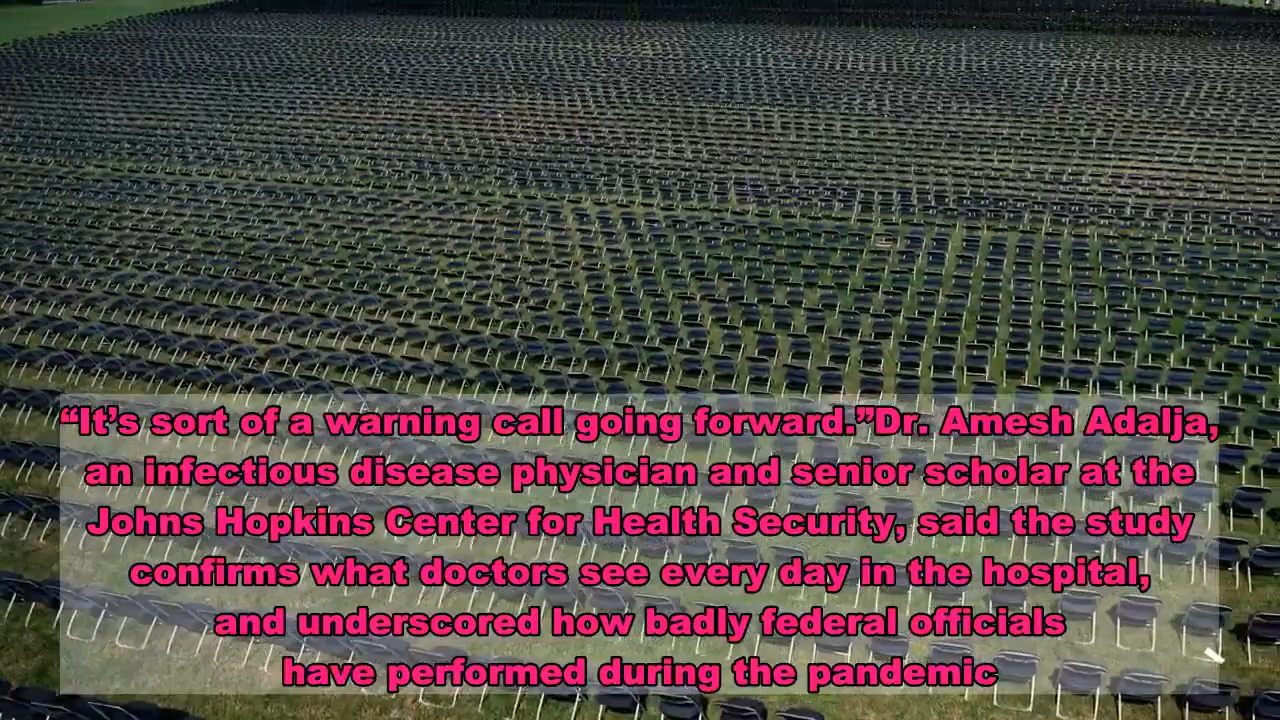 “It’s sort of a warning call going forward.”Dr. Amesh Adalja,
an infectious disease physician and senior scholar at the
Johns Hopkins Center for Health Security, said the study
confirms what doctors see every day in the hospital,
and underscored how badly federal officials
have performed during the pandemic